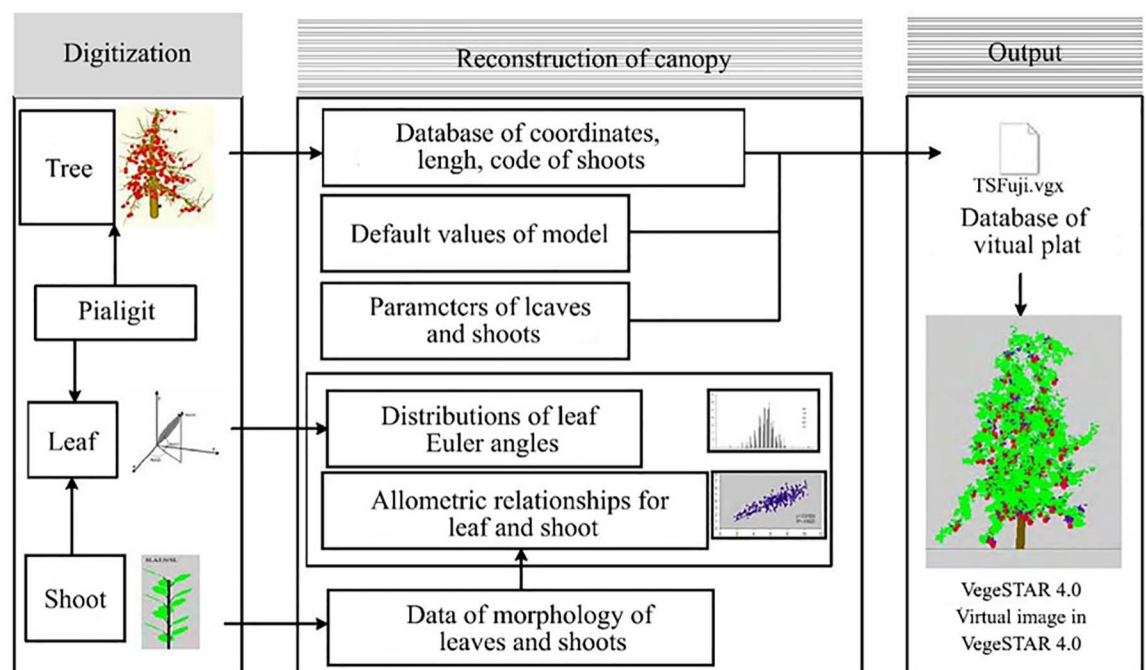 Digitization
Reconstruction of canopy
Output
Tree
Pialigit
Leaf
Shoot
Database of coordinates,
lengh, code of shoots
Default values of model
Paramctcrs of lcavcs
and shoots
Distributions of leaf
Euler angles
Allometric relationships for
leaf and shoot
Data of morphology of
leaves and shoots
TSFuji.vgx
Database of
vitual plat
VegeSTAR 4.0
Virtual image in
VegeSTAR 4.0